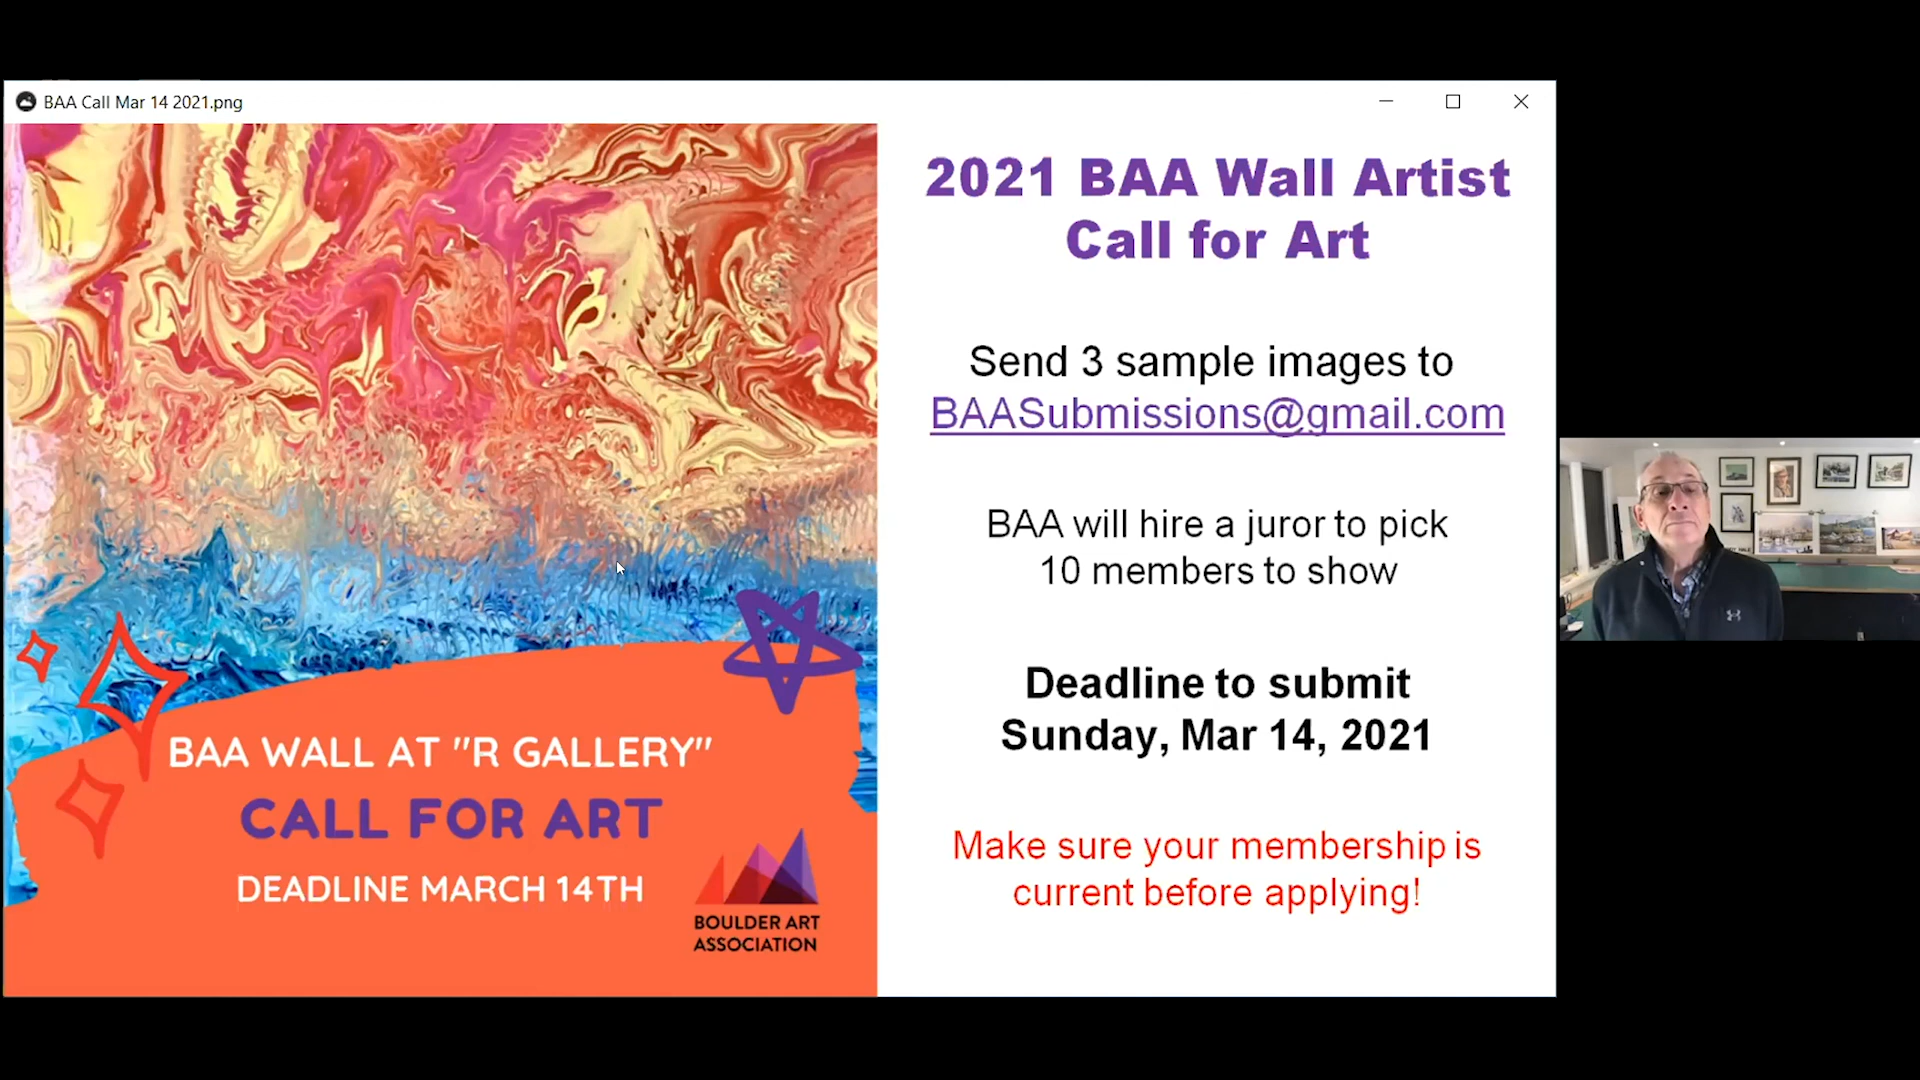 BAA Call Mar 14 2021.png
BAA WALL AT "R GALLERY"
CALL FOR ART
DEADLINE MARCH 14TH
BOULDER ART
ASSOCIATION
2021 BAA Wall Artist
Call for Art
Send 3 sample images to
BAASubmissions@gmail.com
BAA will hire a juror to pick
10 members to show
Deadline to submit
Sunday, Mar 14, 2021
Make sure your membership is
current before applying!